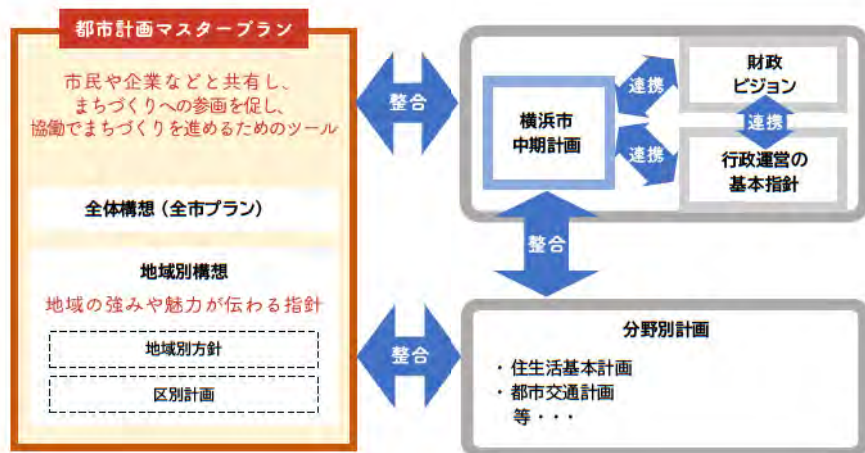 都市計画マスタープラン
市民や企業などと共有し、
まちづくりへの参画を促し、
協働でまちづくりを進めるためのツール
全体構想（全市プラン）
地域別構想
地域の強みや魅力が伝わる指針
地域別方針
区別計画
整合
横浜市
中期計画
連携
財政
ビジョン
連携
連携
行政運営の
基本指針
整合
整合
分野別計画
・住生活基本計画
・都市交通計画
等・・・